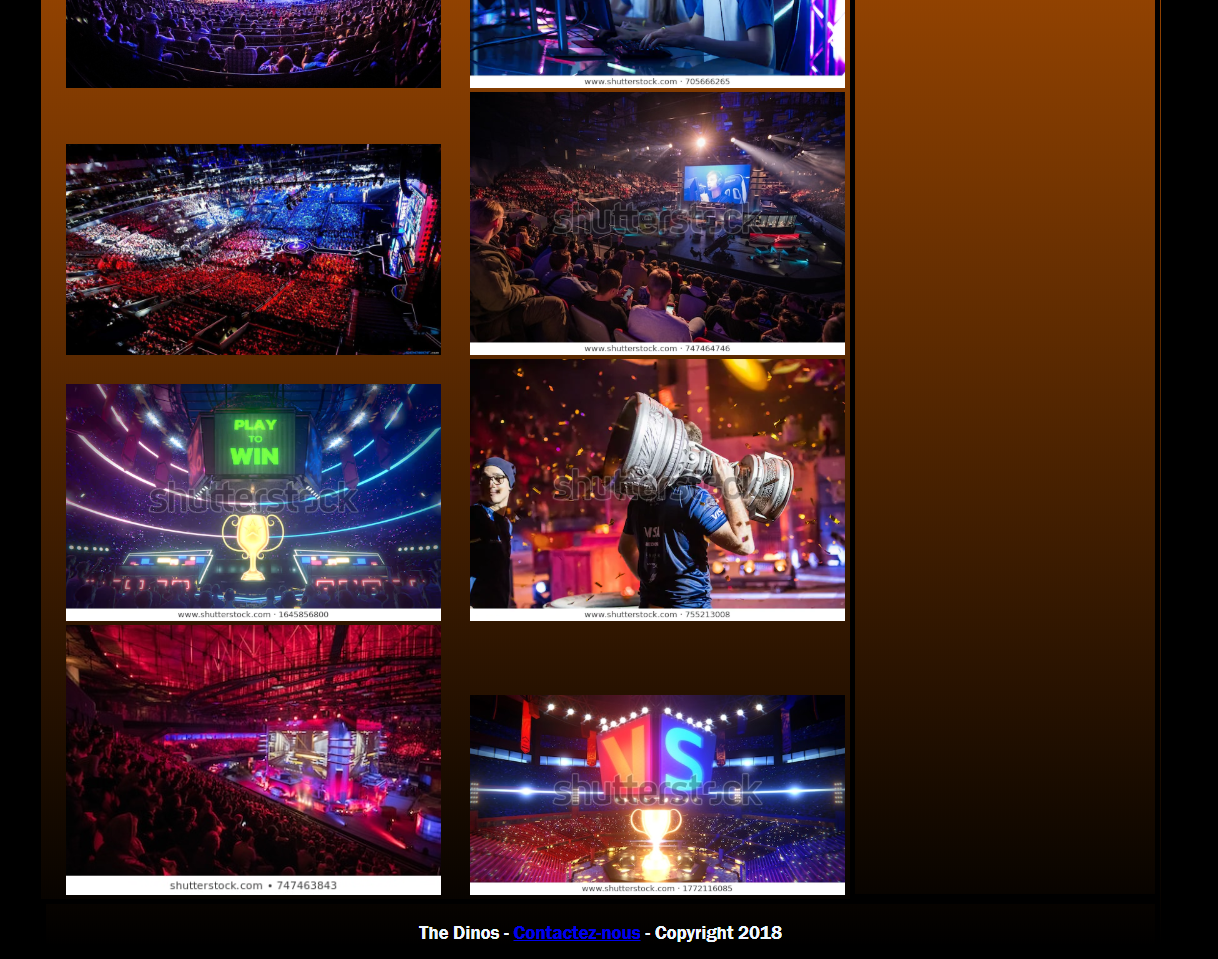 www.shutterstock.com · 705666265
shutterstock
www.shutterstock.com · 747464746
PLAY
TO
WIN
shutterstock
www.shutterstock.com · 1645856800
shutterstock
VISA
www.shutterstock.com · 755213008
shutterstock.com • 747463843
VS
shutterstock
www.shutterstock.com · 1772116085
The Dinos - Contactez-nous - Copyright 2018